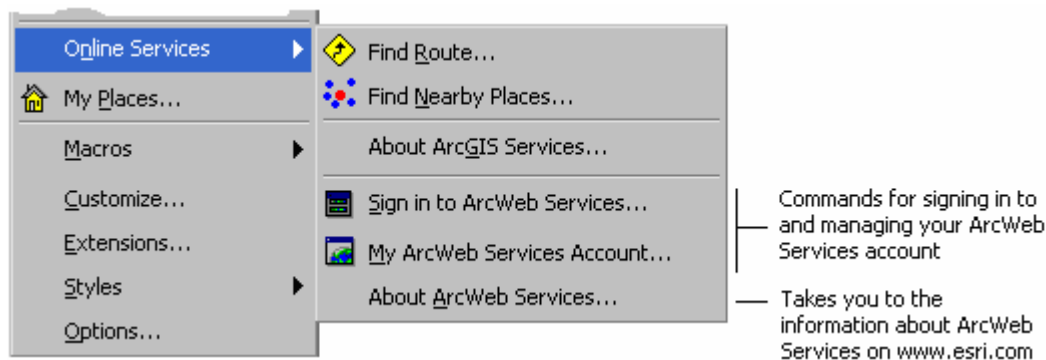 Online Services
My Places...
Macros
Customize...
Extensions...
Styles
Options...
Find Route...
Find Nearby Places...
About ArcGIS Services...
Sign in to ArcWeb Services...
My ArcWeb Services Account...
About ArcWeb Services...
Commands for signing in to
and managing your ArcWeb
Services account
Takes you to the
information about ArcWeb
Services on www.esri.com